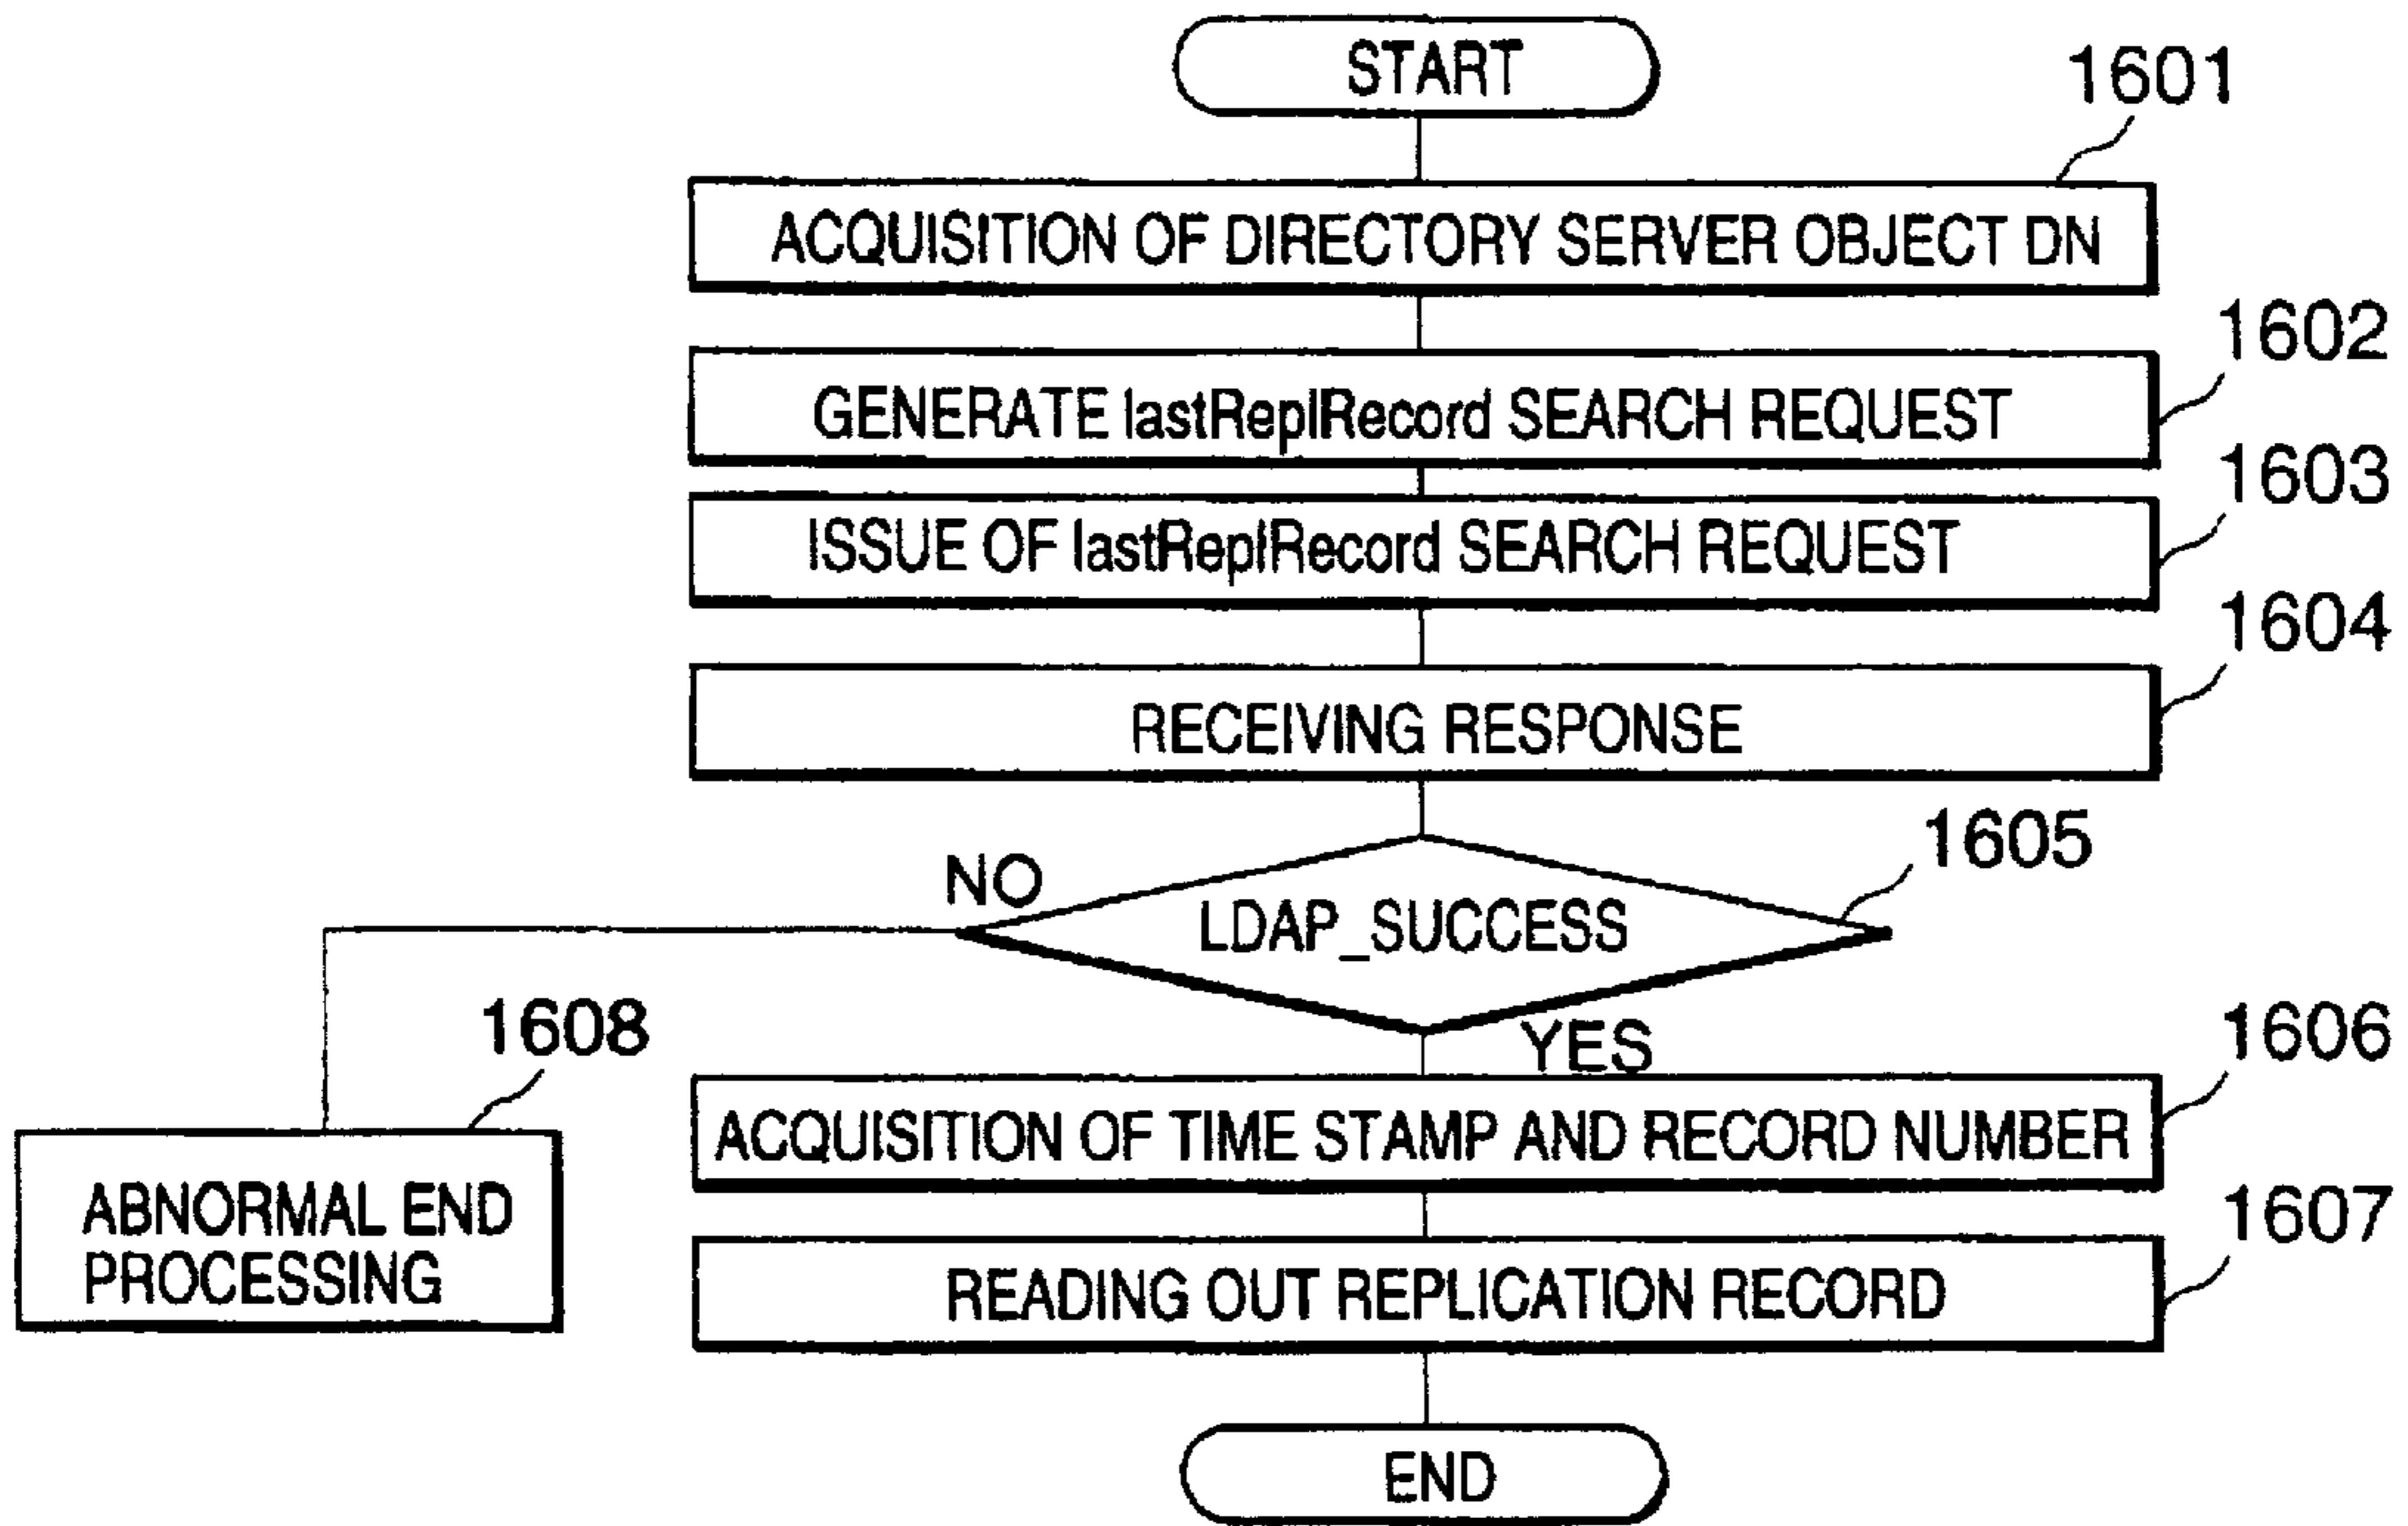 START
1601
ACQUISITION OF DIRECTORY SERVER OBJECT DN
1602
GENERATE lastReplRecord SEARCH REQUEST
1603
ISSUE OF lastReplRecord SEARCH REQUEST
1604
RECEIVING RESPONSE
1605
NO
LDAP_SUCCESS
YES
1606
ACQUISITION OF TIME STAMP AND RECORD NUMBER
1608
ABNORMAL END
PROCESSING
1607
READING OUT REPLICATION RECORD
END